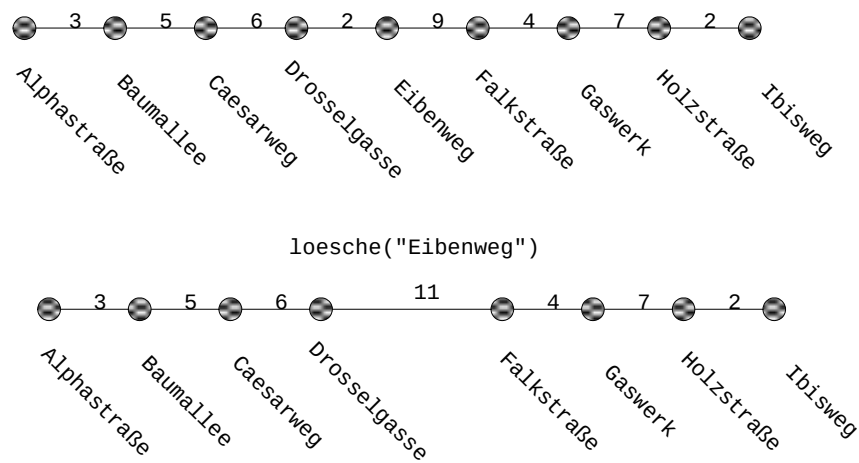 3 5 6 2 9 4 7 2
Alphastraße
Baumallee
Caesarweg
Drosselgasse
Eibenweg
Falkstraße
Gaswerk
Holzstraße
Ibisweg
loesche("Eibenweg")
3 5 6 11 4 7 2
Alphastraße
Baumallee
Caesarweg
Drosselgasse
Falkstraße
Gaswerk
Holzstraße
Ibisweg